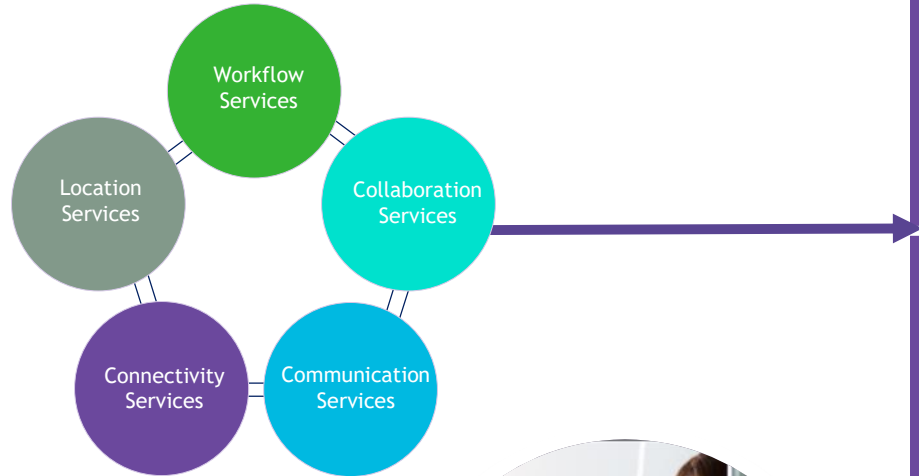 Workflow
Services
Location
Services
Collaboration
Services
Connectivity
Services
Communication
Services